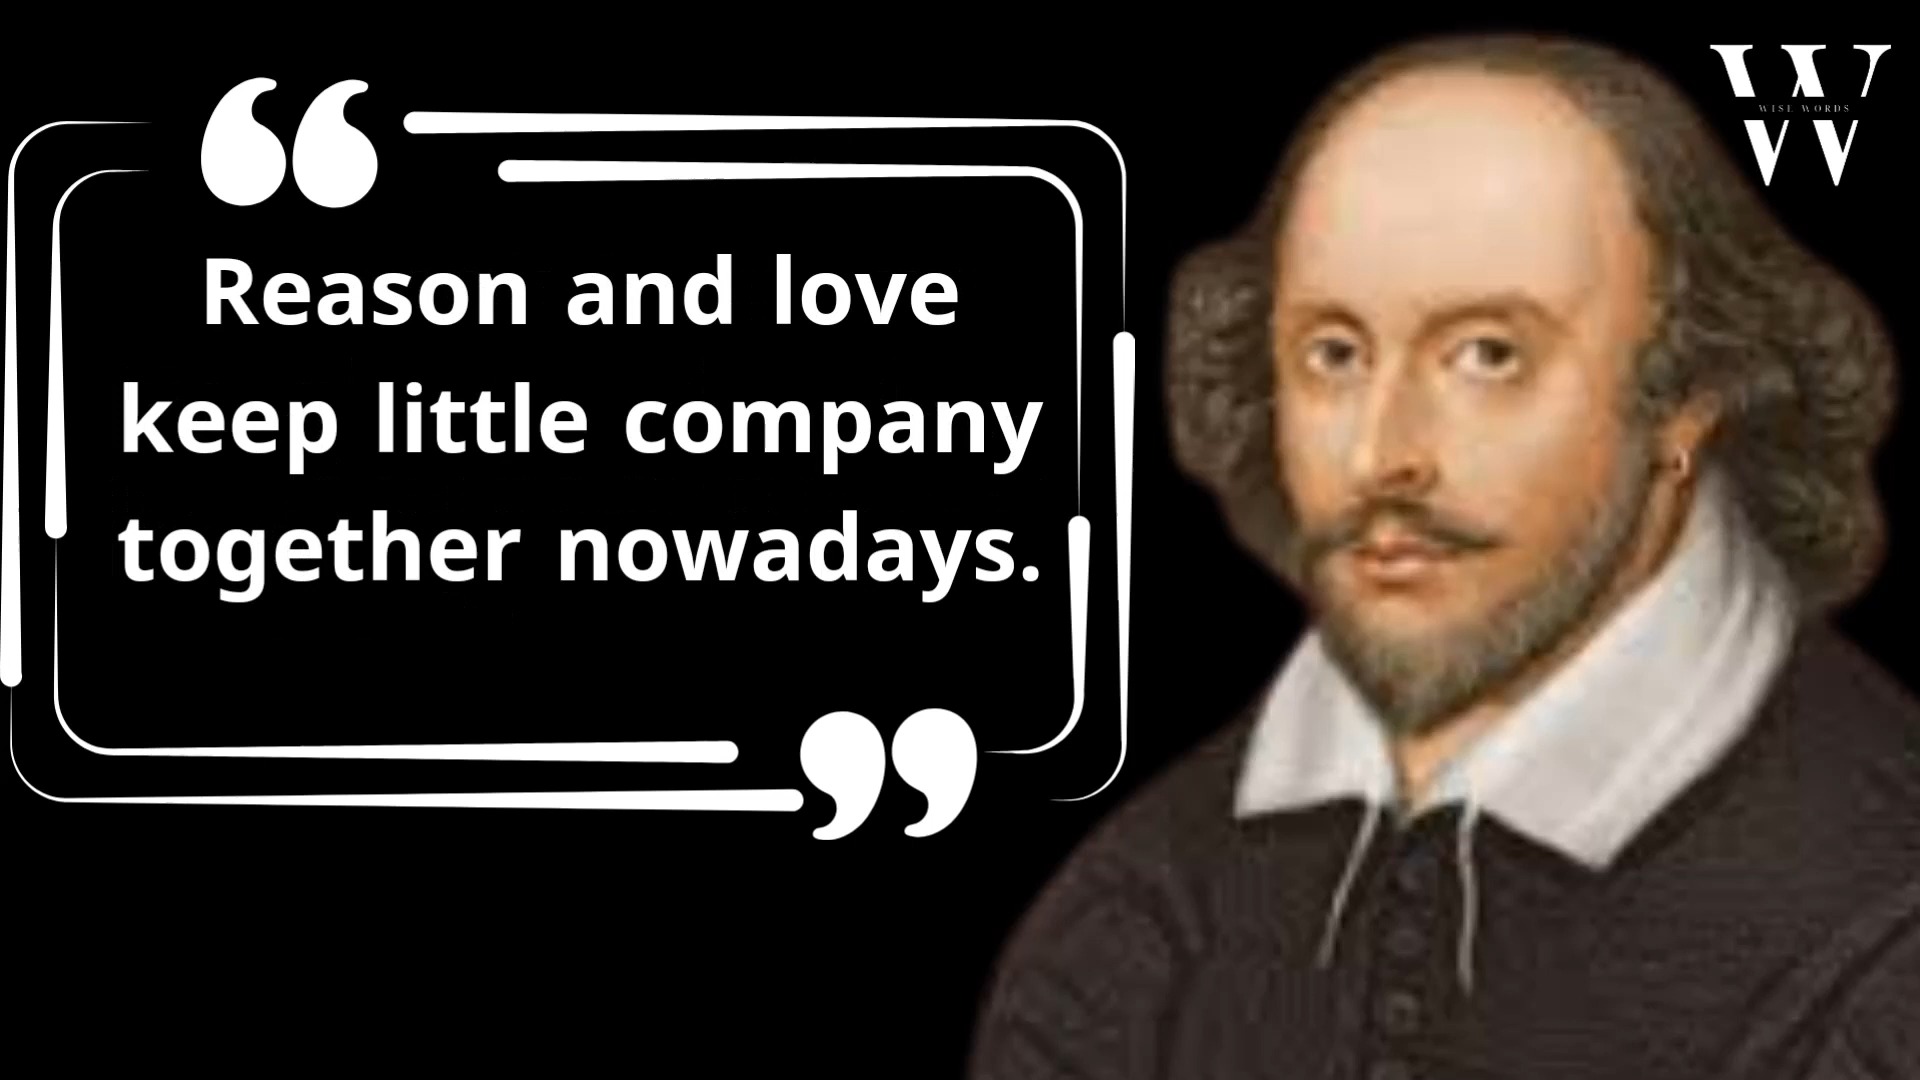 WISE WORDS
Reason and love
keep little company
together nowadays.